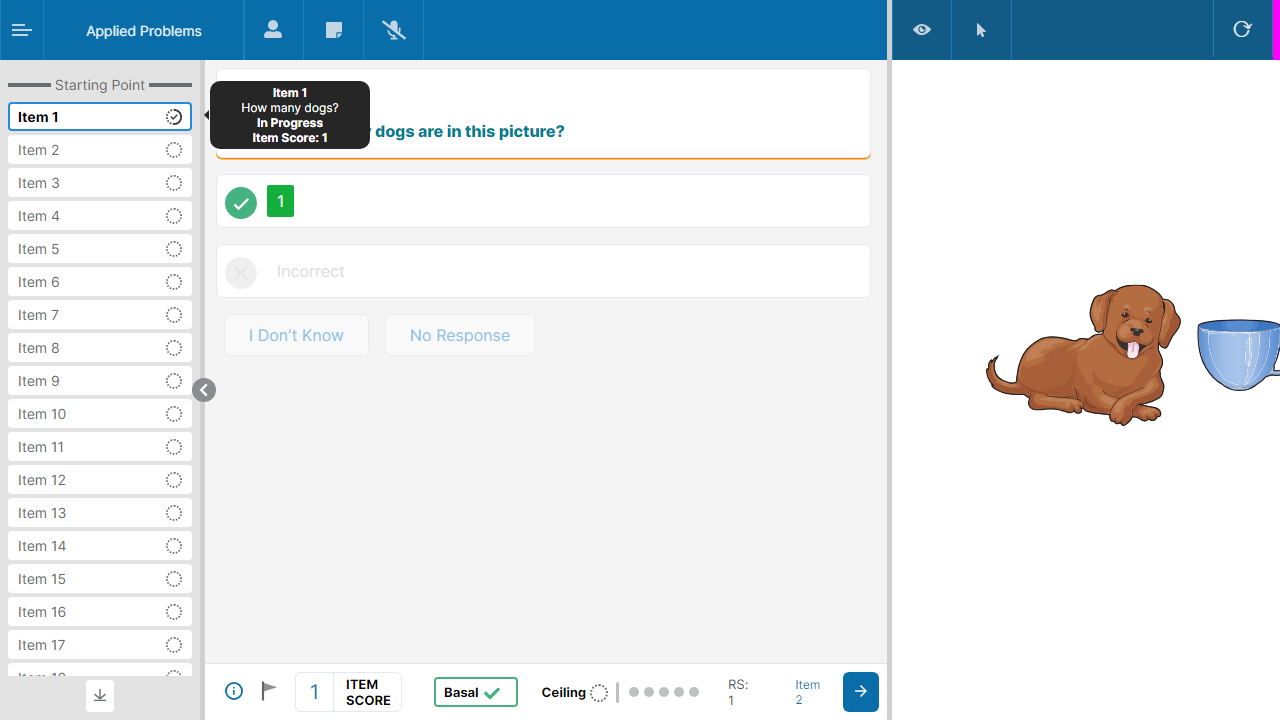 Applied Problems
Starting Point
Item 1
Item 2
Item 3
Item 4
Item 5
Item 6
Item 7
Item 8
Item 9
Item 10
Item 11
Item 12
Item 13
Item 14
Item 15
Item 16
Item 17
Item 18
Item 1
How many dogs?
In Progress
Item Score: 1
dogs are in this picture?
1
Incorrect
I Don't Know
No Response
1
ITEM
SCORE
Basal
Ceiling
RS:
1
Item
2